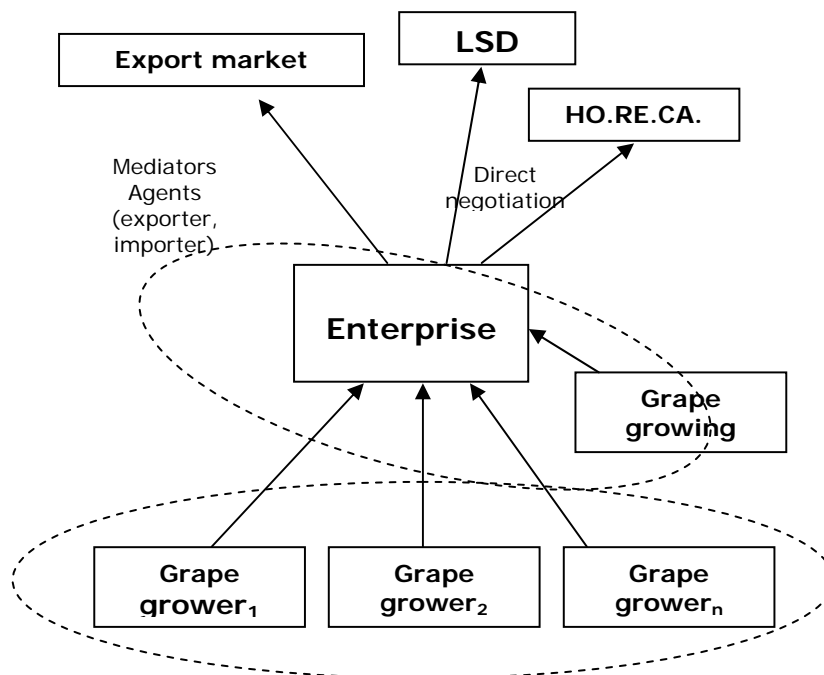 LSD
Export market
HO.RE.CA.
Mediators
Agents
(exporter,
importer)
Direct
negotiation
Enterprise
Grape
growing
Grape
grower₁
Grape
grower₂
Grape
growerₙ